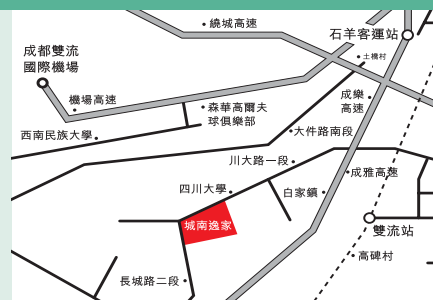 繞城高速
石羊客運站
成都雙流
國際機場
土橋村
機場高速
成樂
高速
森華高爾夫
球俱樂部
西南民族大學
大件路南段
川大路一段
成雅高速
四川大學
白家鎮
城南逸家
雙流站
高碑村
長城路二段